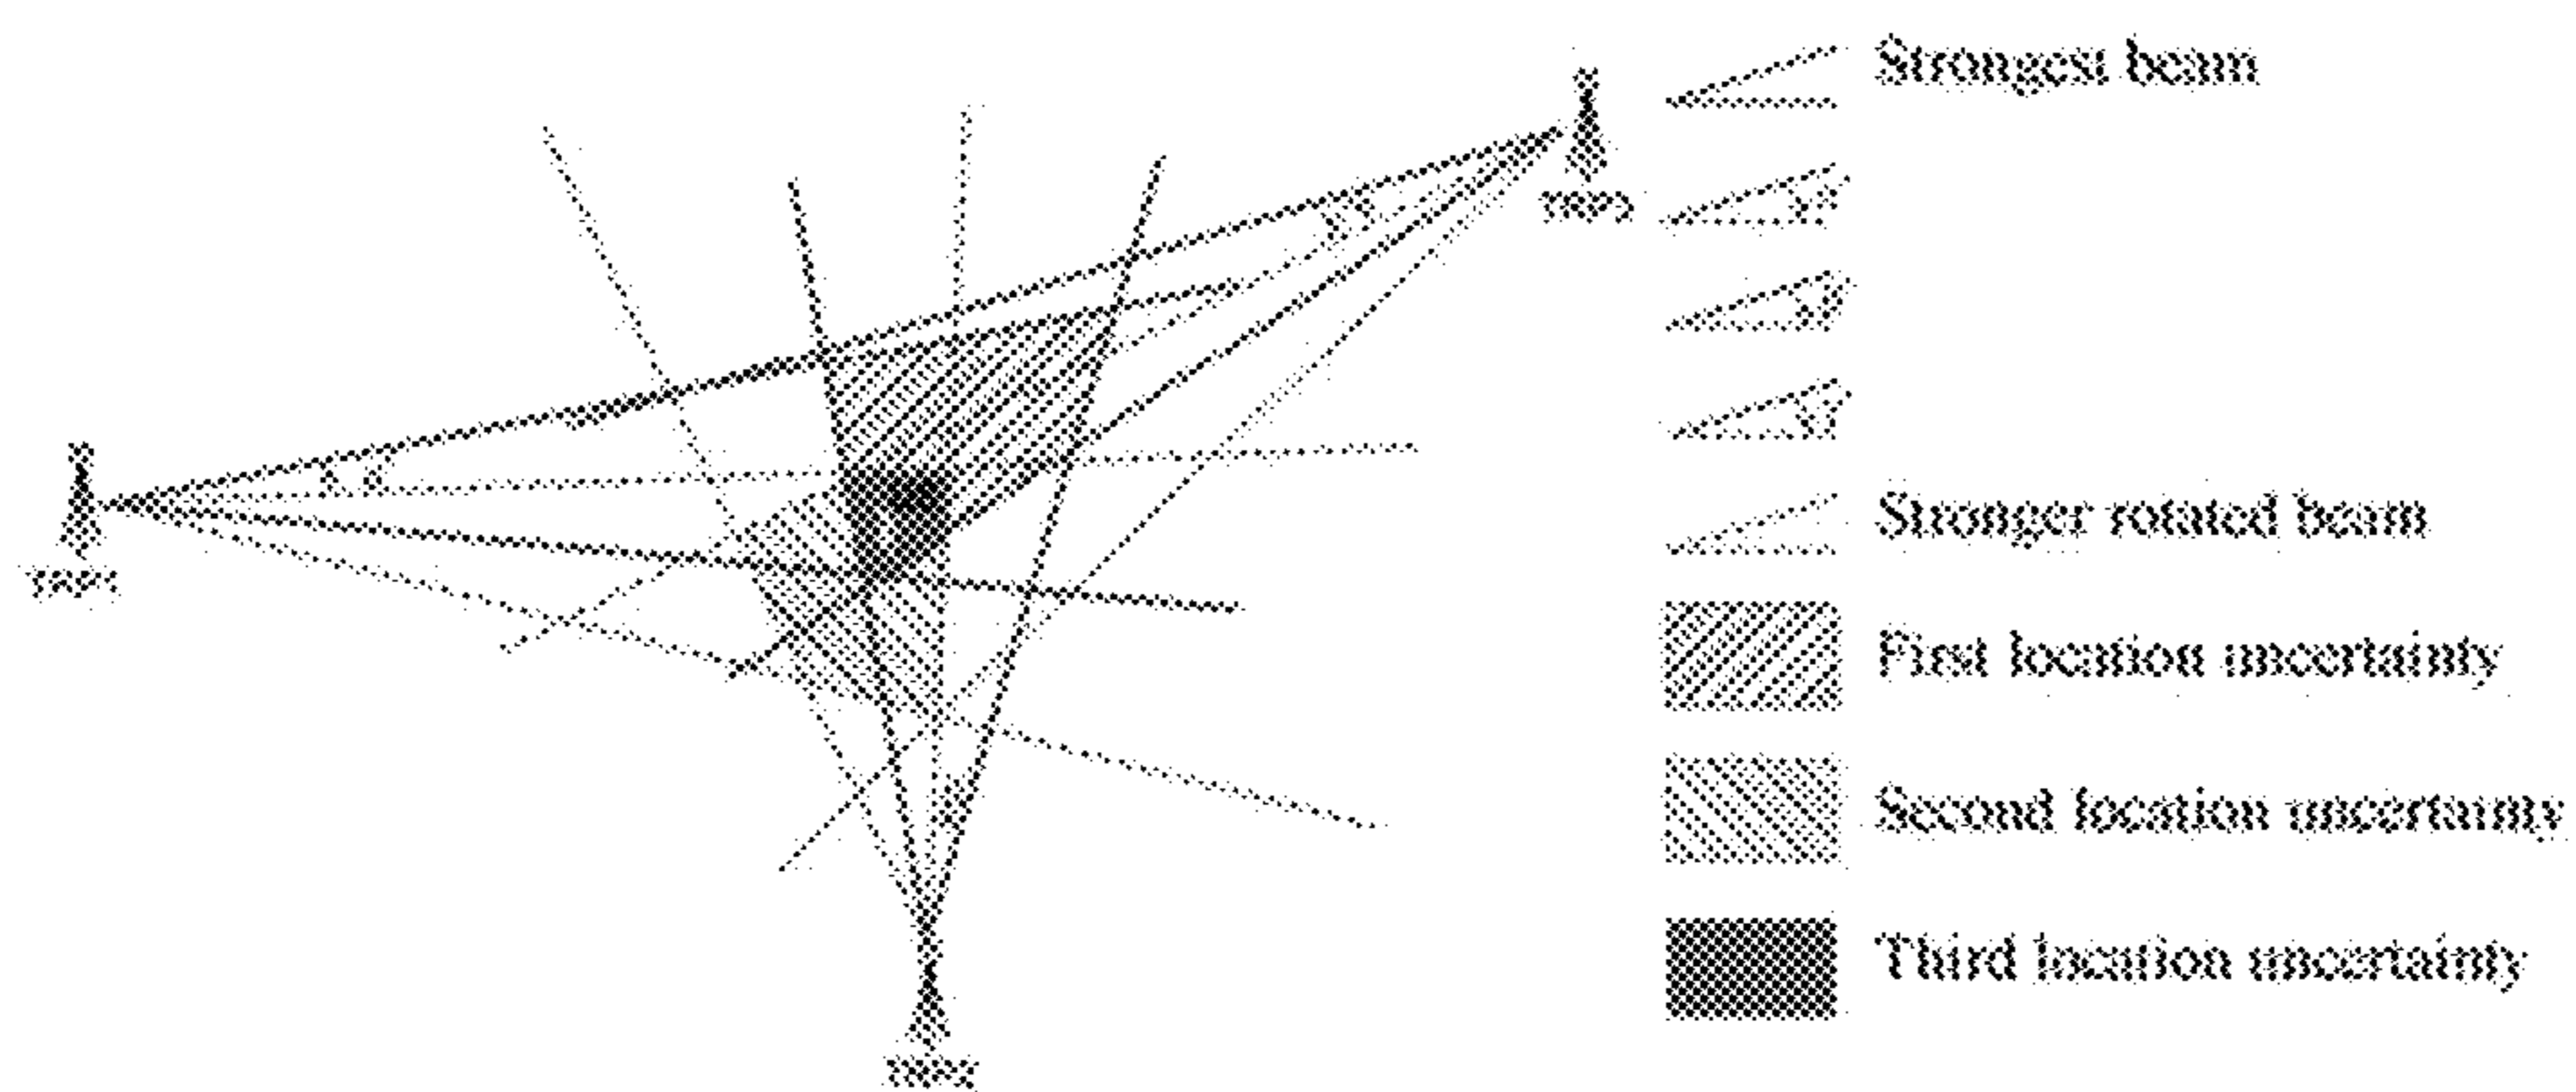 Strongest beam
Stronger rotated beam
First location uncertainty
Second location uncertainty
Third location uncertainty